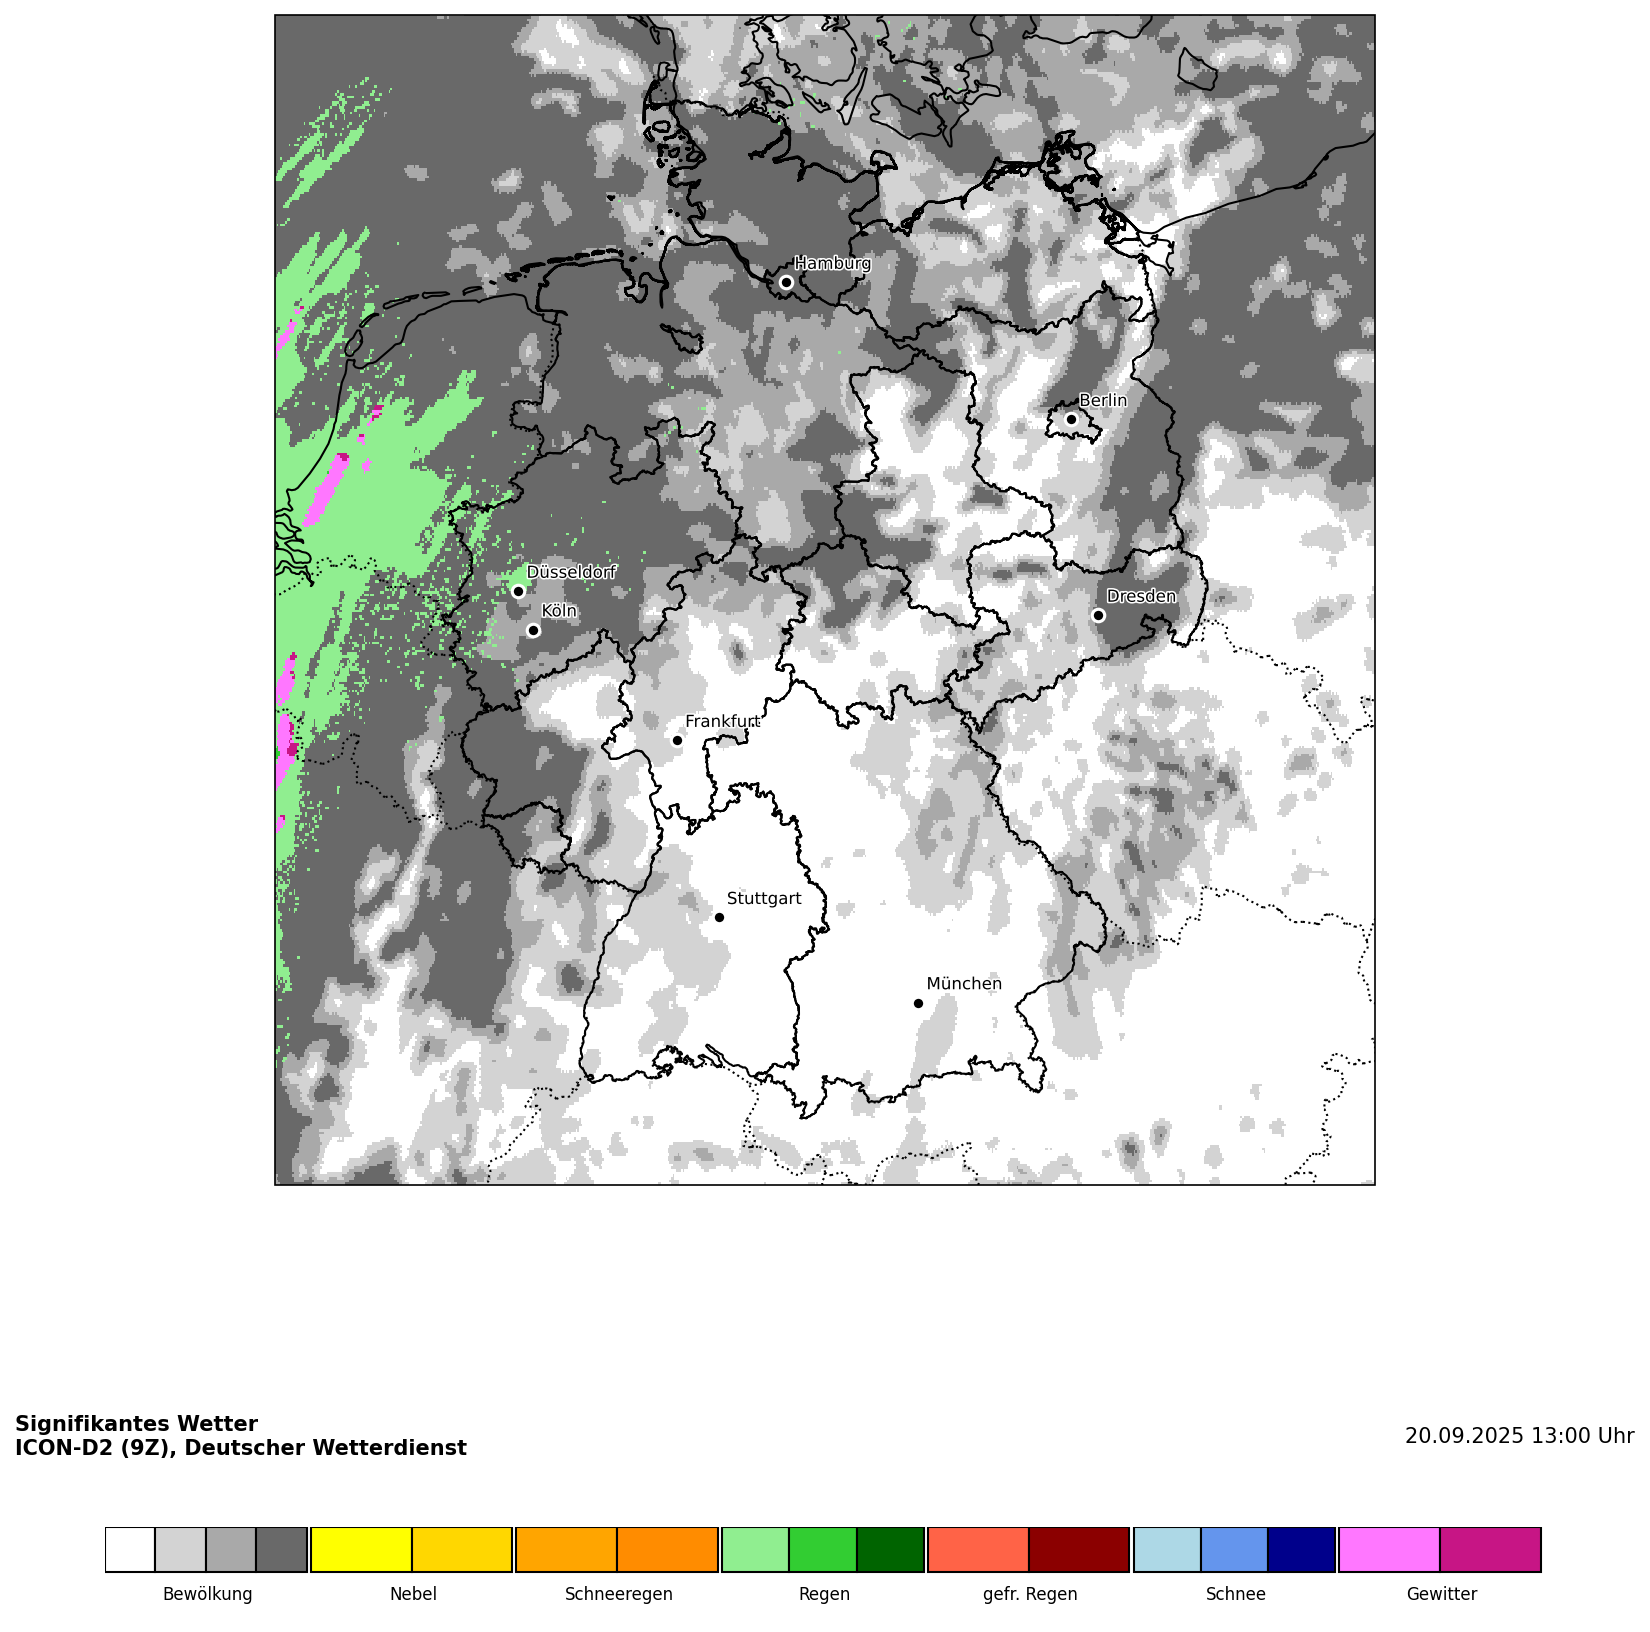 Hamburg
Berlin
Düsseldorf
Köln
Dresden
Frankfurt
Stuttgart
München
Signifikantes Wetter
ICON-D2 (9Z), Deutscher Wetterdienst
20.09.2025 13:00 Uhr
Bewölkung Nebel Schneeregen Regen gefr. Regen Schnee Gewitter